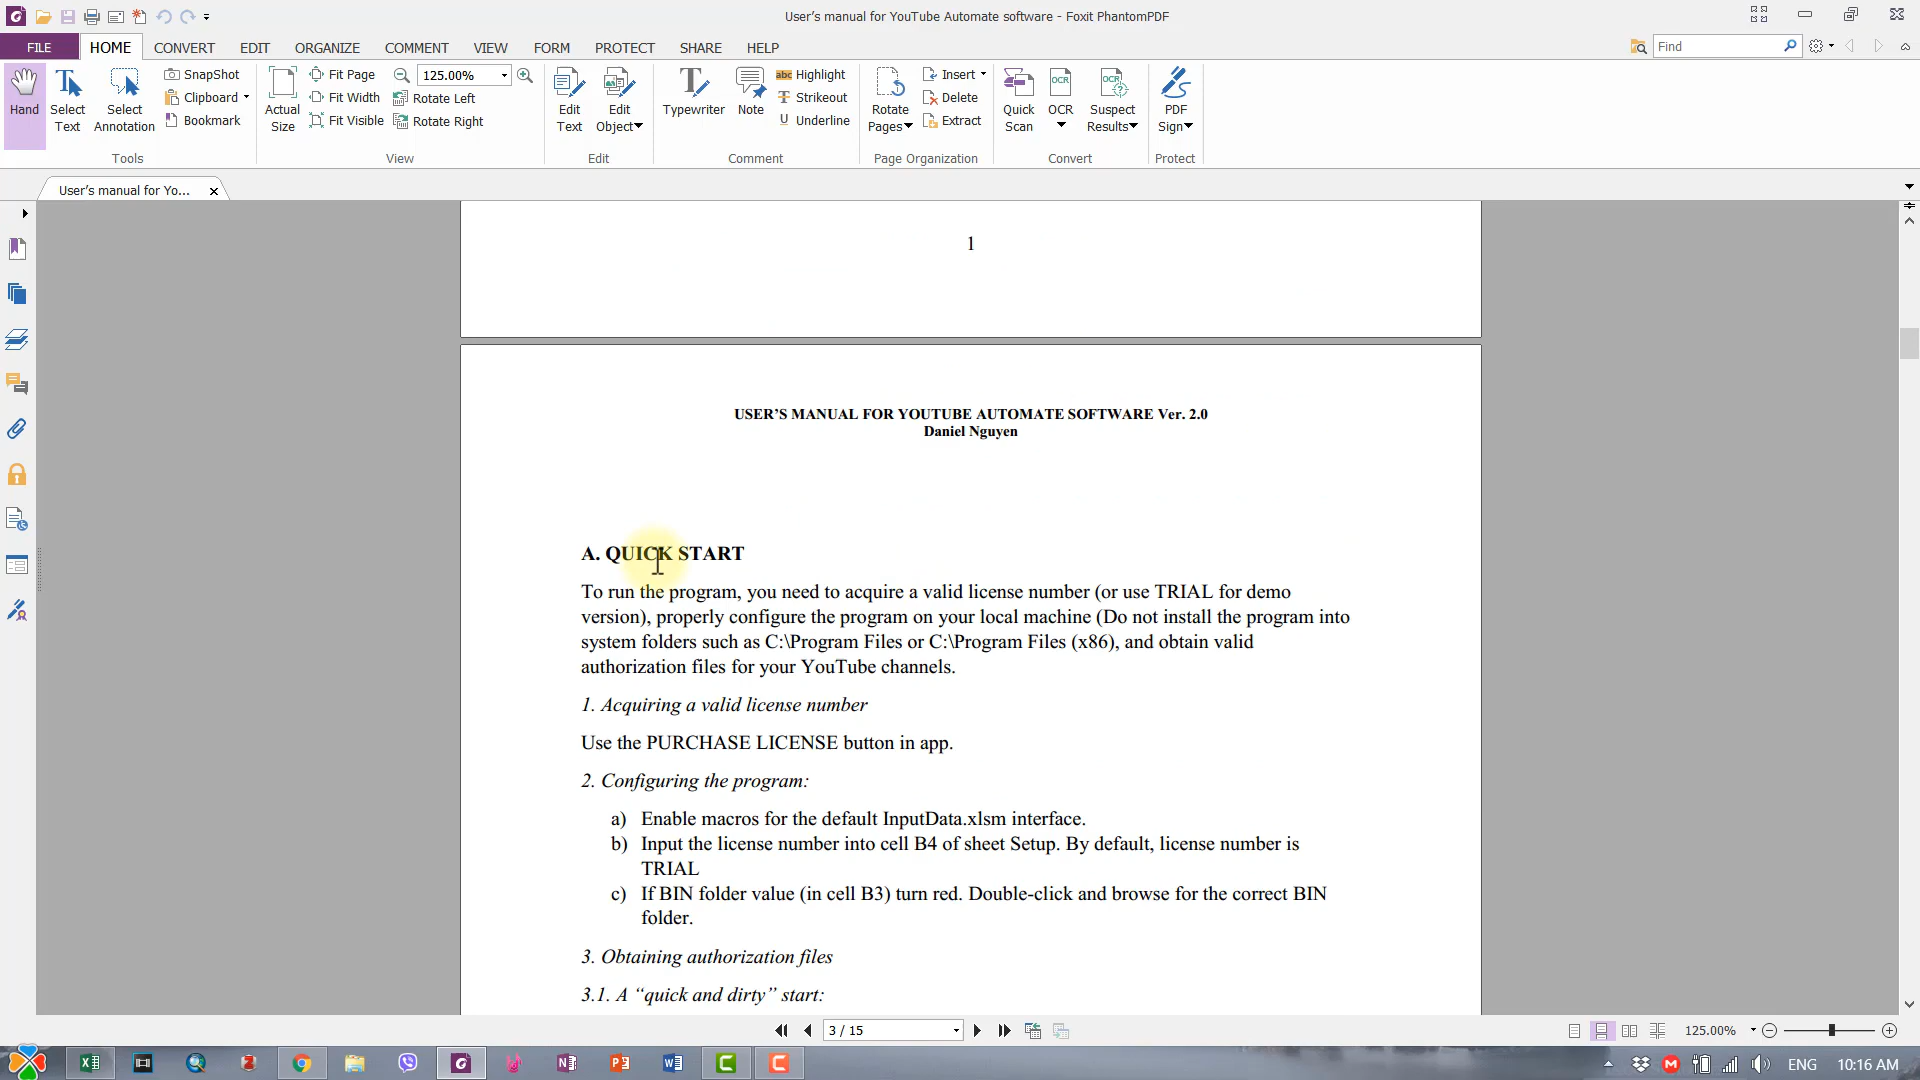 User's manual for YouTube Automate software - Foxit PhantomPDF
FILE HOME CONVERT EDIT ORGANIZE COMMENT VIEW FORM PROTECT SHARE HELP
Find
Hand
Select Text
Select Annotation
SnapShot
Clipboard
Bookmark
Tools
Actual Size
Fit Page
Fit Width
Fit Visible
125.00%
Rotate Left
Rotate Right
View
Edit Text
Edit Object
Edit
Typewriter
Note
Highlight
Strikeout
Underline
Comment
Rotate Pages
Insert
Delete
Extract
Page Organization
Quick Scan
OCR
Suspect Results
Convert
PDF Sign
Protect
User's manual for Yo...
1
USER'S MANUAL FOR YOUTUBE AUTOMATE SOFTWARE Ver. 2.0
Daniel Nguyen
A. QUICK START
To run the program, you need to acquire a valid license number (or use TRIAL for demo
version), properly configure the program on your local machine (Do not install the program into
system folders such as C:\Program Files or C:\Program Files (x86), and obtain valid
authorization files for your YouTube channels.
1. Acquiring a valid license number
Use the PURCHASE LICENSE button in app.
2. Configuring the program:
a) Enable macros for the default InputData.xlsm interface.
b) Input the license number into cell B4 of sheet Setup. By default, license number is
TRIAL
c) If BIN folder value (in cell B3) turn red. Double-click and browse for the correct BIN
folder.
3. Obtaining authorization files
3.1. A “quick and dirty” start:
3 / 15
125.00%
ENG 10:16 AM